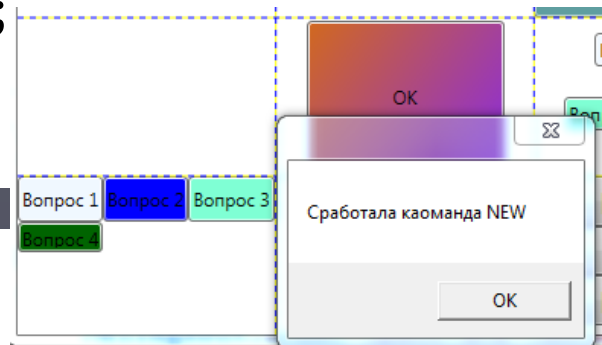 OK
Вопрос 1 Вопрос 2 Вопрос 3
Вопрос 4
Сработала каоманда NEW
OK